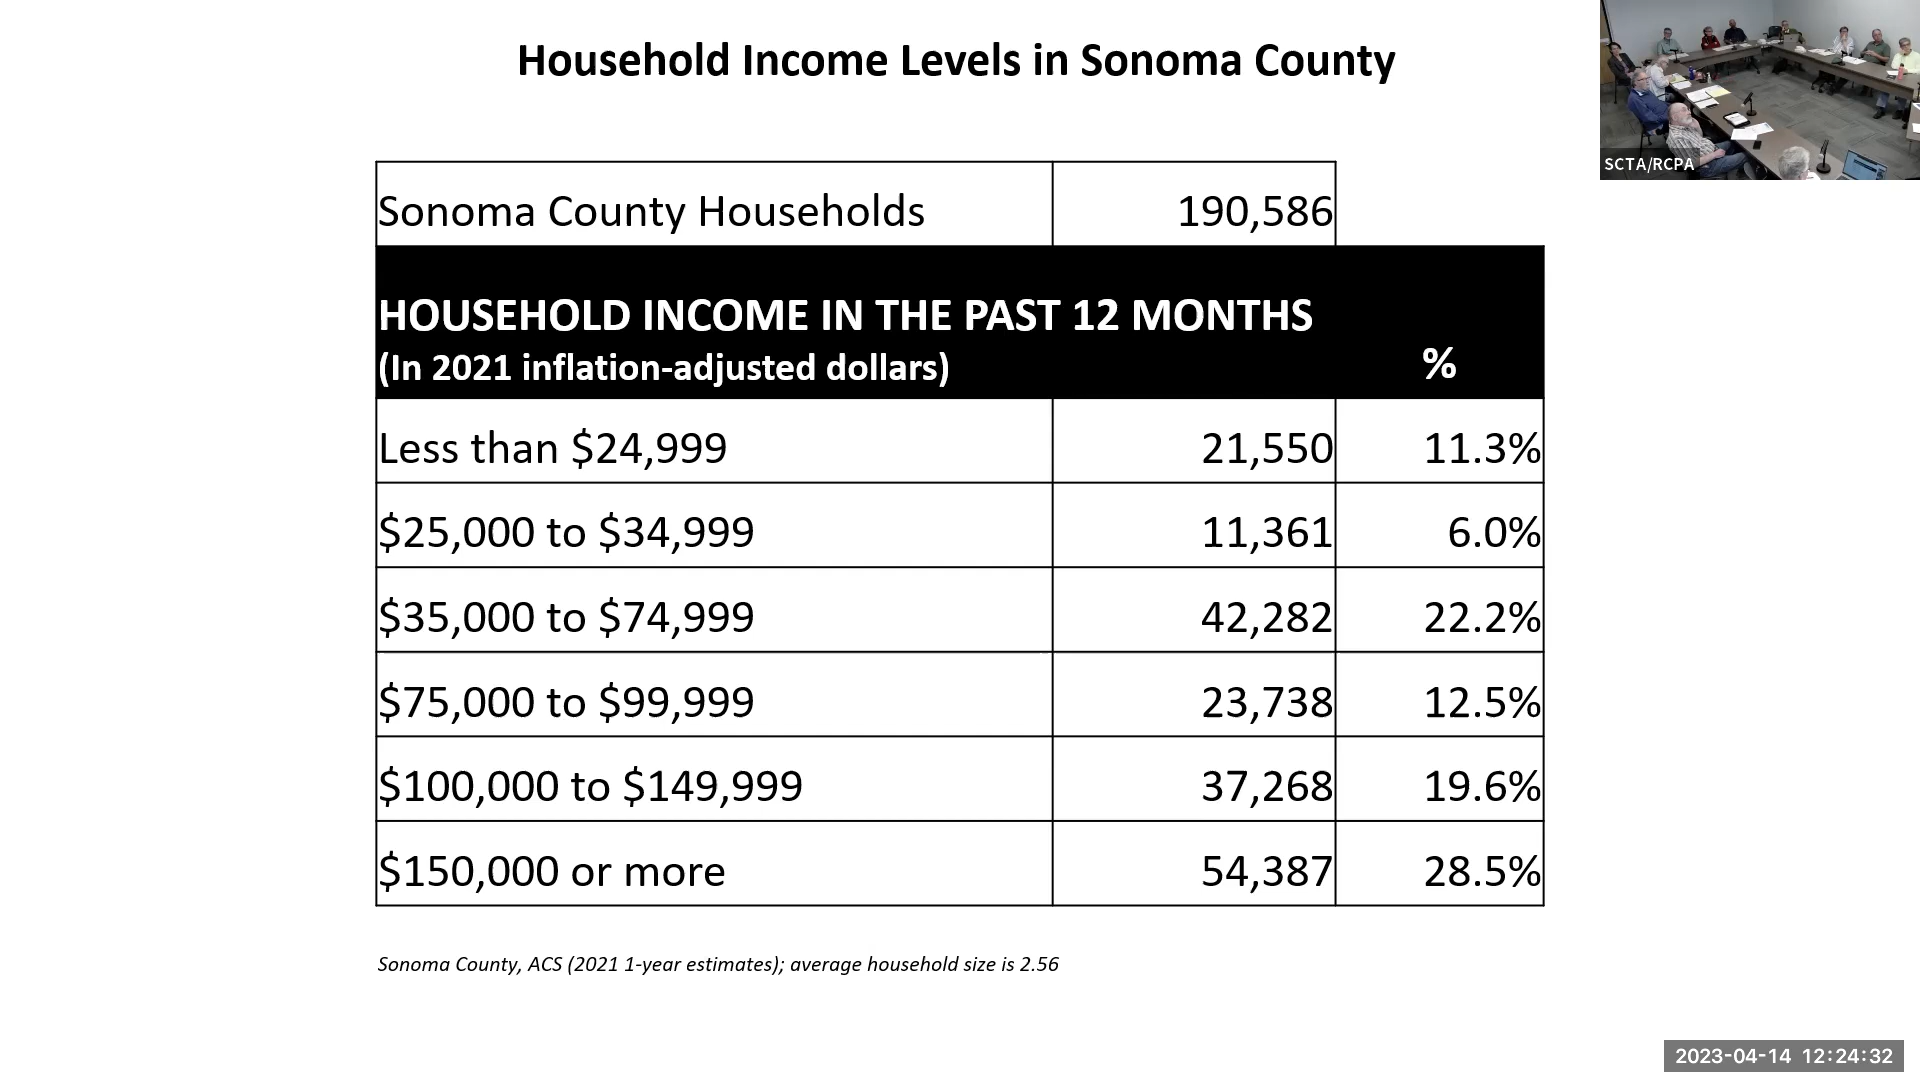 Household Income Levels in Sonoma County
SCTA/RCPA
Sonoma County Households 190,586
HOUSEHOLD INCOME IN THE PAST 12 MONTHS
(In 2021 inflation-adjusted dollars) %
Less than $24,999 21,550 11.3%
$25,000 to $34,999 11,361 6.0%
$35,000 to $74,999 42,282 22.2%
$75,000 to $99,999 23,738 12.5%
$100,000 to $149,999 37,268 19.6%
$150,000 or more 54,387 28.5%
Sonoma County, ACS (2021 1-year estimates); average household size is 2.56
2023-04-14 12:24:32